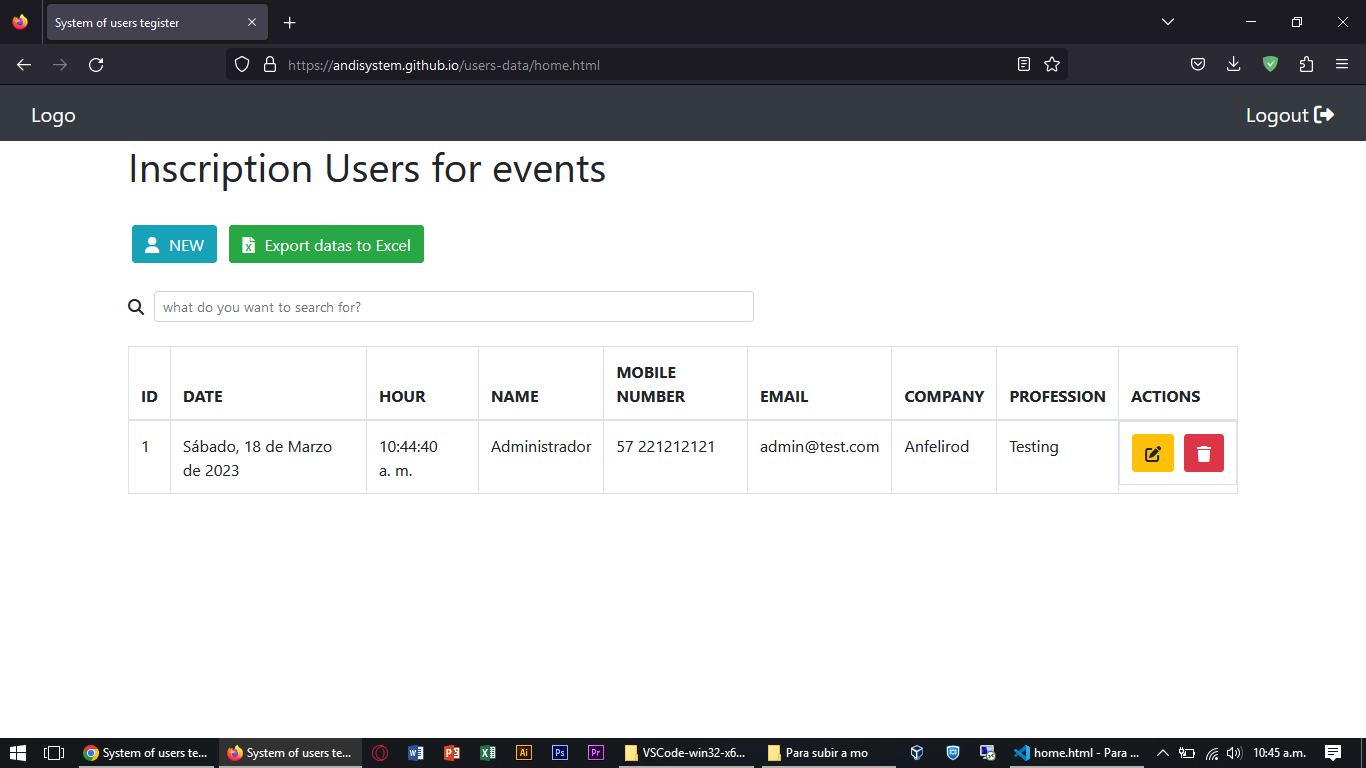 System of users tegister
https://andisystem.github.io/users-data/home.html
Logo
Logout
Inscription Users for events
NEW
Export datas to Excel
what do you want to search for?
ID DATE HOUR NAME MOBILE NUMBER EMAIL COMPANY PROFESSION ACTIONS
1 Sábado, 18 de Marzo de 2023 10:44:40 a. m. Administrador 57 221212121 admin@test.com Anfelirod Testing
System of users te... System of users te... VSCode-win32-x6... Para subir a mo home.html - Para ... 10:45 a.m.